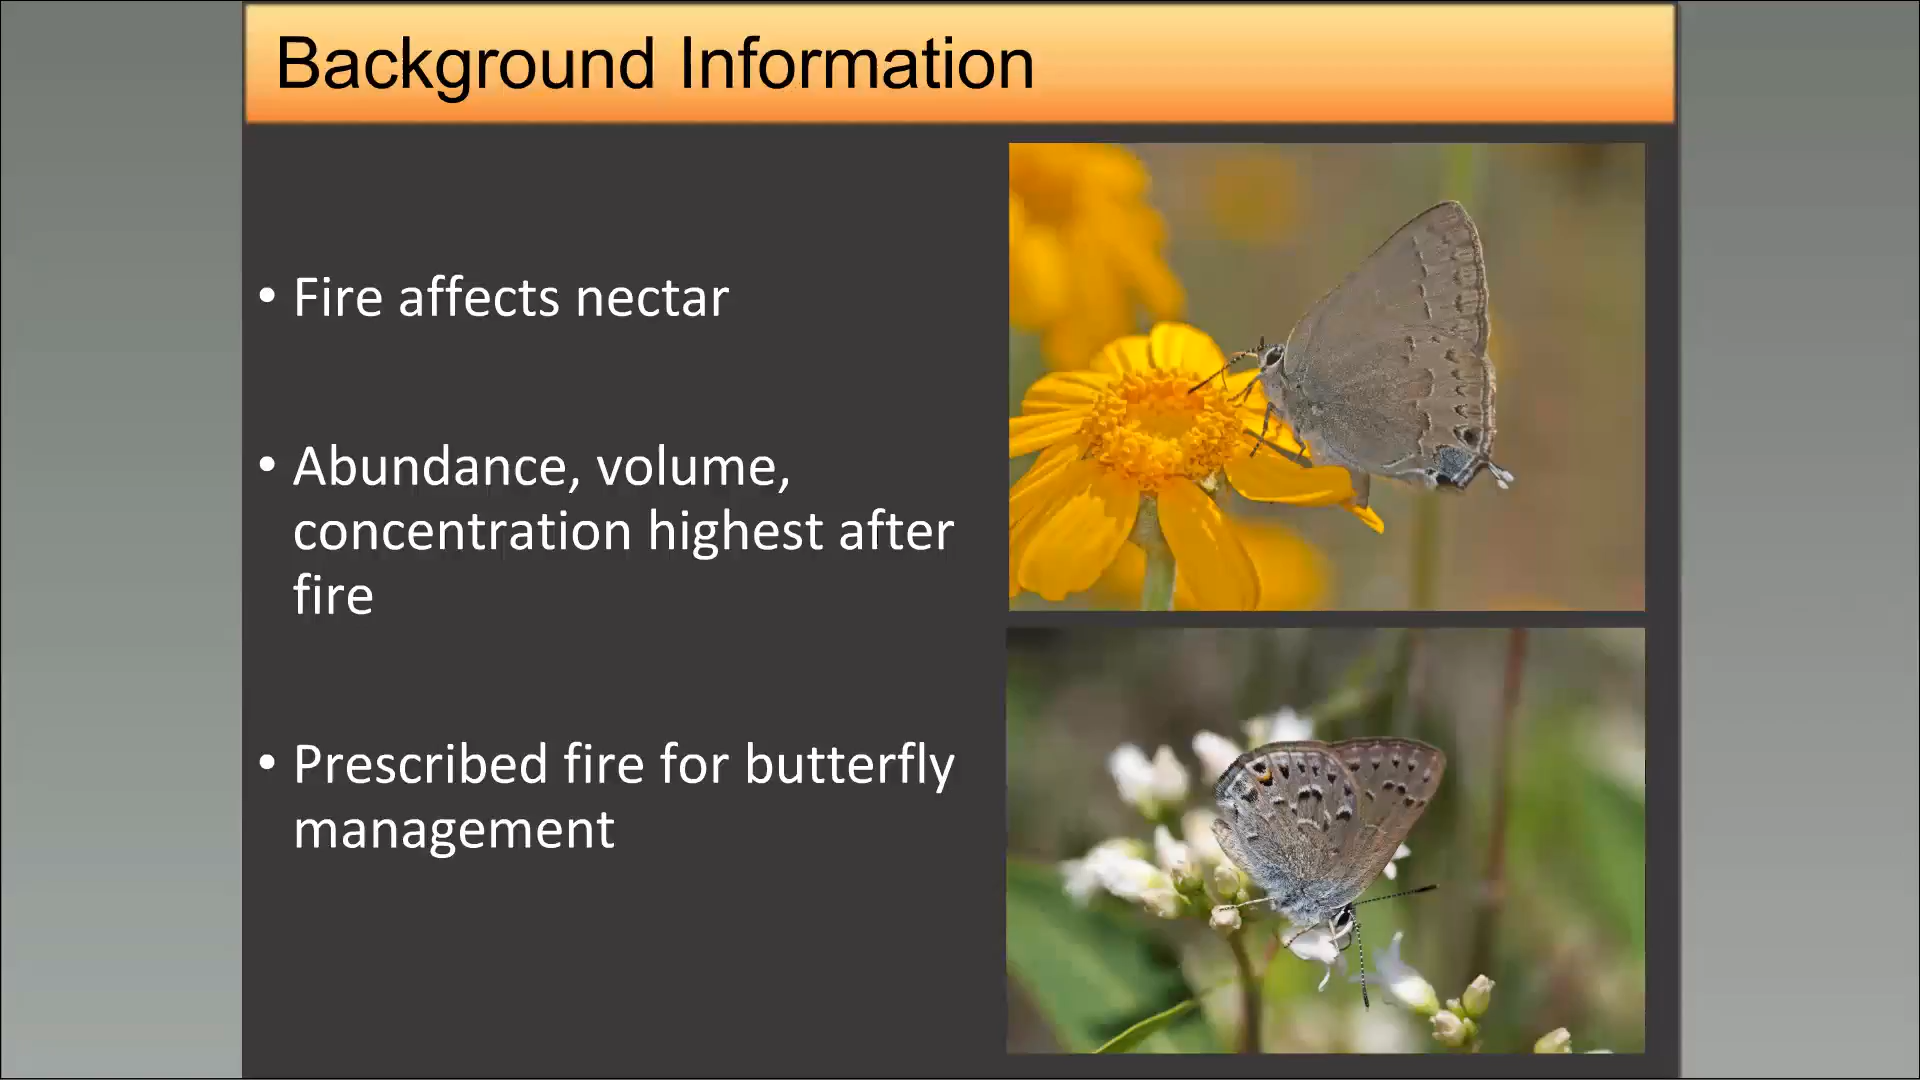 Background Information
• Fire affects nectar
• Abundance, volume,
concentration highest after
fire
• Prescribed fire for butterfly
management